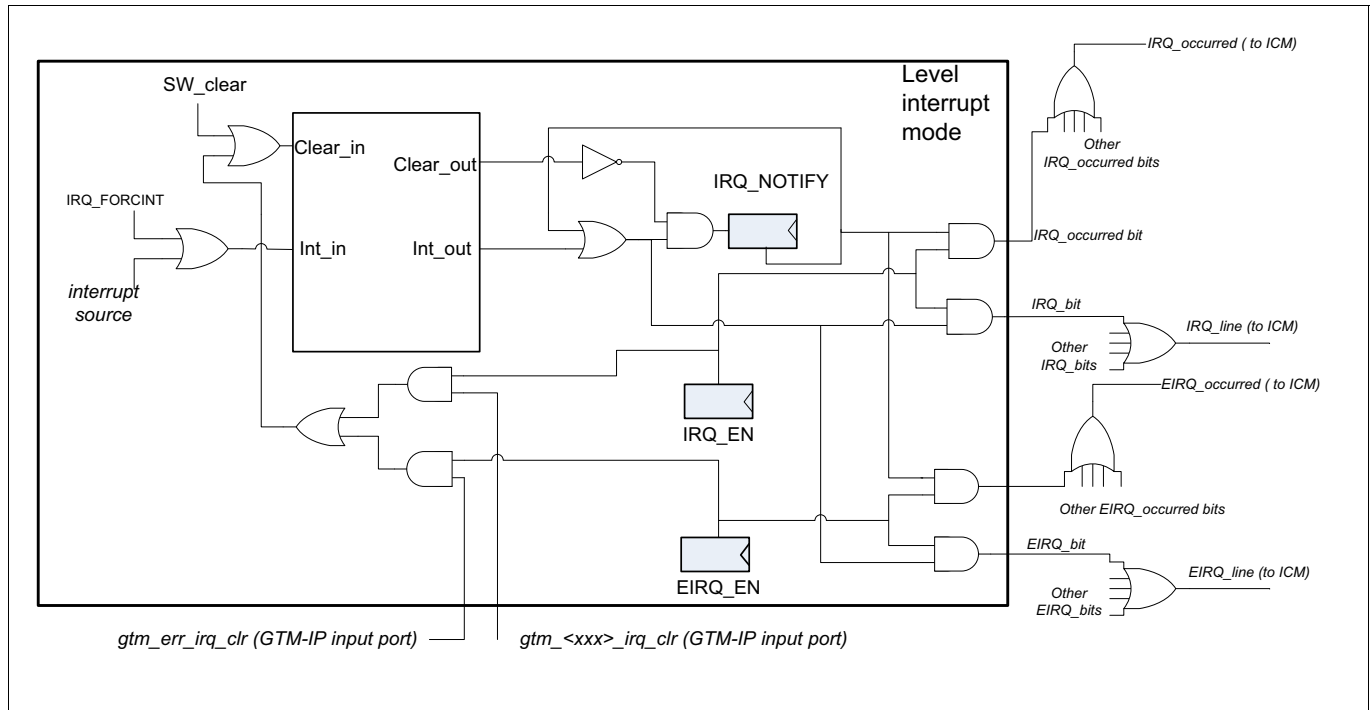 IRQ_occurred ( to ICM)
Level
interrupt
mode
SW_clear
Clear_in
Clear_out
Other
IRQ_occurred bits
IRQ_NOTIFY
IRQ_FORCINT
IRQ_occurred bit
Int_in
Int_out
interrupt
source
IRQ_bit
IRQ_line (to ICM)
Other
IRQ_bits
EIRQ_occurred ( to ICM)
IRQ_EN
Other EIRQ_occurred bits
EIRQ_bit
EIRQ_line (to ICM)
EIRQ_EN
Other
EIRQ_bits
gtm_err_irq_clr (GTM-IP input port)
gtm_<xxx>_irq_clr (GTM-IP input port)